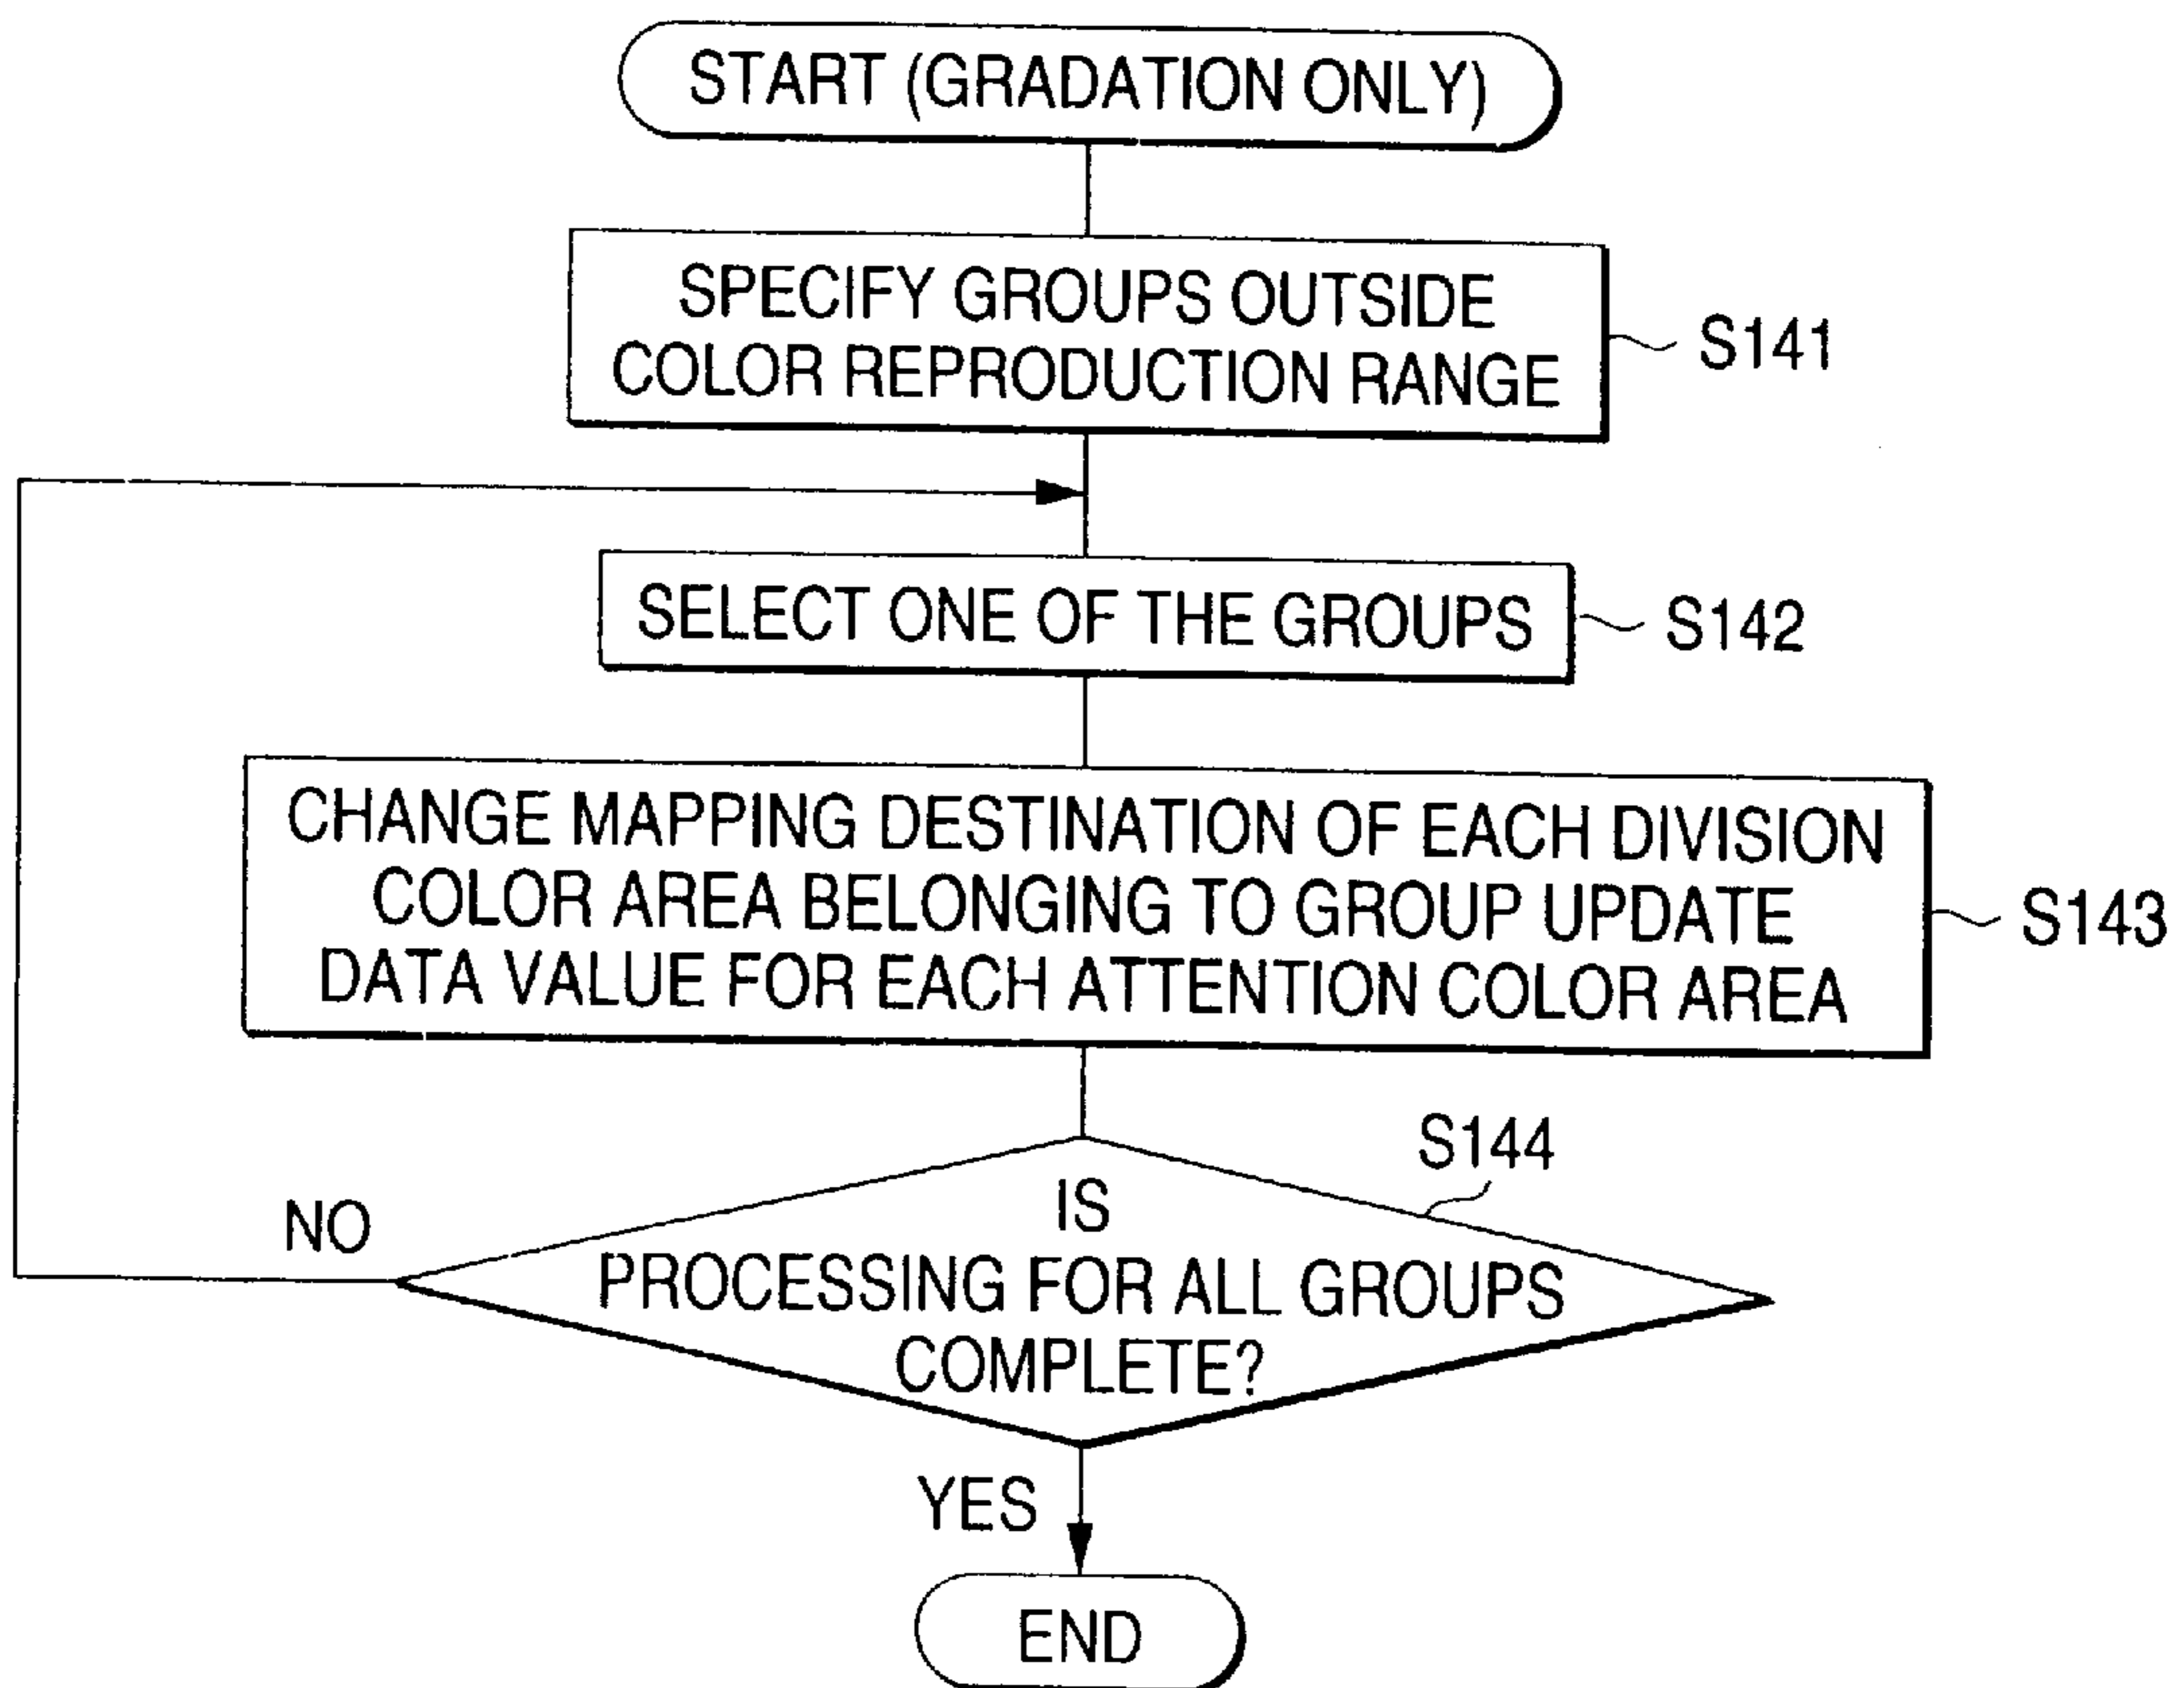 START (GRADATION ONLY)
SPECIFY GROUPS OUTSIDE
COLOR REPRODUCTION RANGE
S141
SELECT ONE OF THE GROUPS
S142
CHANGE MAPPING DESTINATION OF EACH DIVISION
COLOR AREA BELONGING TO GROUP UPDATE
DATA VALUE FOR EACH ATTENTION COLOR AREA
S143
S144
IS
PROCESSING FOR ALL GROUPS
COMPLETE?
NO
YES
END